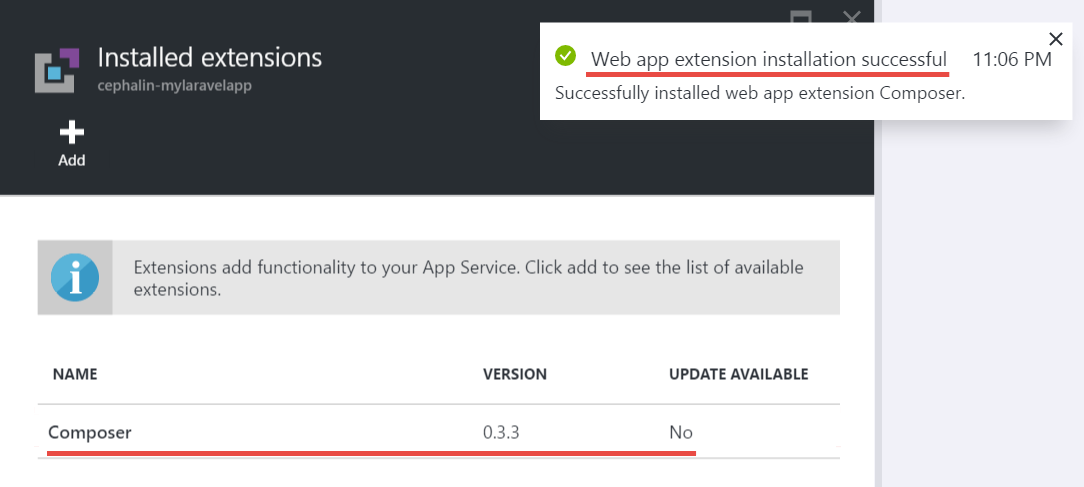 Installed extensions
cephalin-mylaravelapp
Add
Web app extension installation successful 11:06 PM
Successfully installed web app extension Composer.
Extensions add functionality to your App Service. Click add to see the list of available
extensions.
NAME VERSION UPDATE AVAILABLE
Composer 0.3.3 No